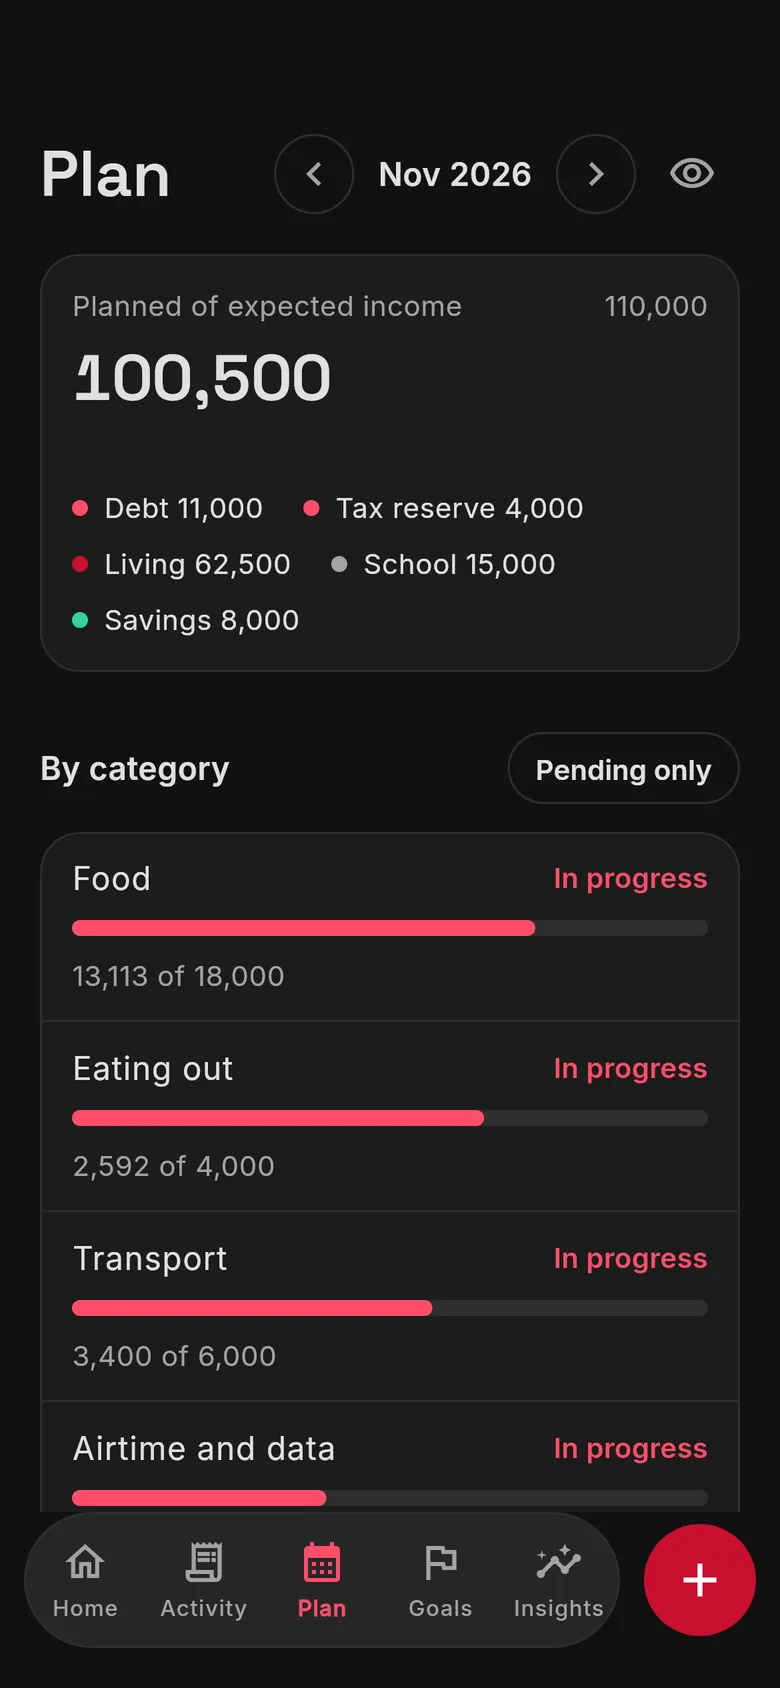 Plan
Nov 2026
Planned of expected income 110,000
100,500
Debt 11,000 Tax reserve 4,000
Living 62,500 School 15,000
Savings 8,000
By category Pending only
Food In progress
13,113 of 18,000
Eating out In progress
2,592 of 4,000
Transport In progress
3,400 of 6,000
Airtime and data In progress
Home Activity Plan Goals Insights